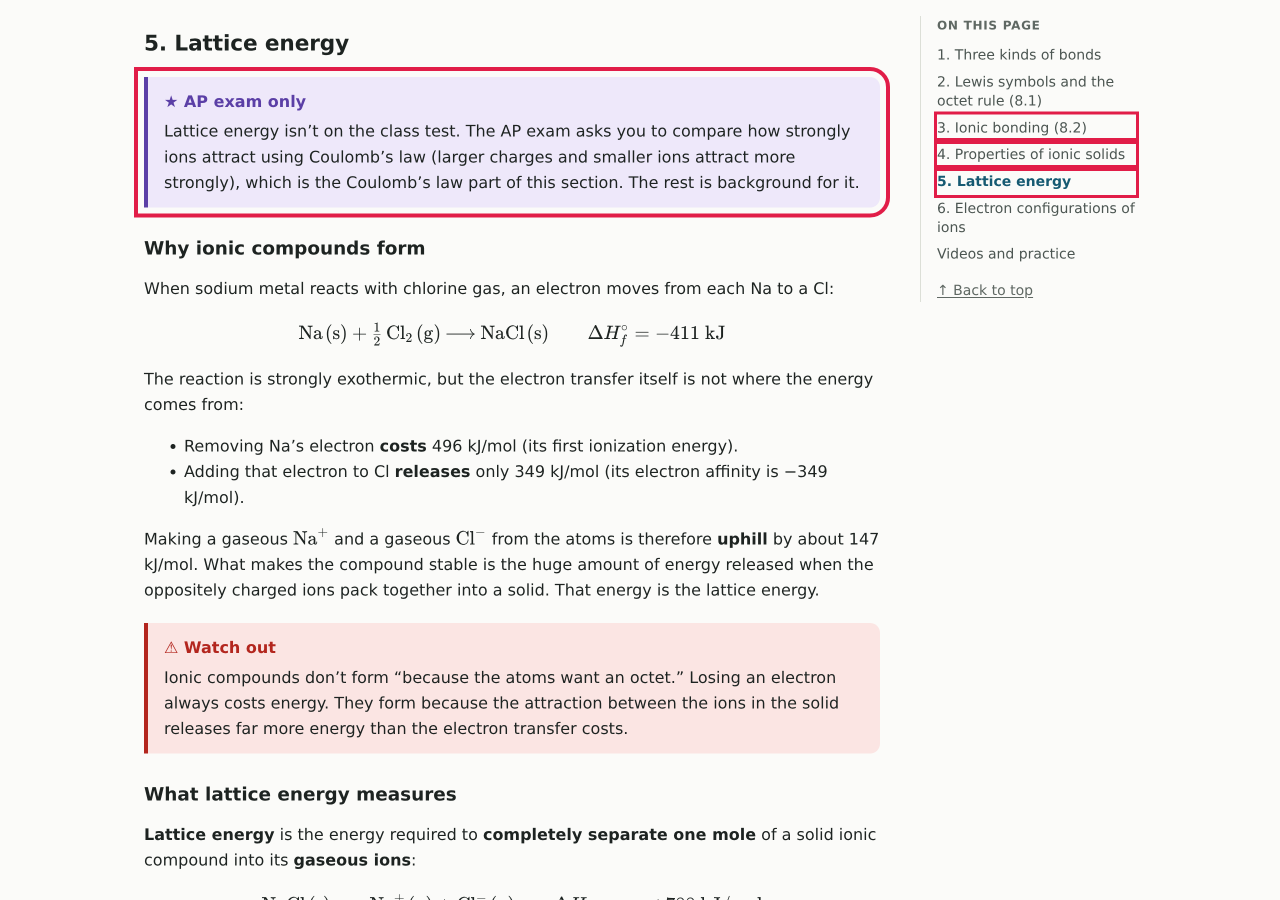 5. Lattice energy
★ AP exam only
Lattice energy isn’t on the class test. The AP exam asks you to compare how strongly
ions attract using Coulomb’s law (larger charges and smaller ions attract more
strongly), which is the Coulomb’s law part of this section. The rest is background for it.
Why ionic compounds form
When sodium metal reacts with chlorine gas, an electron moves from each Na to a Cl:
Na(s) + ½ Cl₂(g) ⟶ NaCl(s) ΔH°f = −411 kJ
The reaction is strongly exothermic, but the electron transfer itself is not where the energy
comes from:
• Removing Na’s electron costs 496 kJ/mol (its first ionization energy).
• Adding that electron to Cl releases only 349 kJ/mol (its electron affinity is −349
kJ/mol).
Making a gaseous Na⁺ and a gaseous Cl⁻ from the atoms is therefore uphill by about 147
kJ/mol. What makes the compound stable is the huge amount of energy released when the
oppositely charged ions pack together into a solid. That energy is the lattice energy.
⚠ Watch out
Ionic compounds don’t form “because the atoms want an octet.” Losing an electron
always costs energy. They form because the attraction between the ions in the solid
releases far more energy than the electron transfer costs.
What lattice energy measures
Lattice energy is the energy required to completely separate one mole of a solid ionic
compound into its gaseous ions:
ON THIS PAGE
1. Three kinds of bonds
2. Lewis symbols and the
octet rule (8.1)
3. Ionic bonding (8.2)
4. Properties of ionic solids
5. Lattice energy
6. Electron configurations of
ions
Videos and practice
↑ Back to top